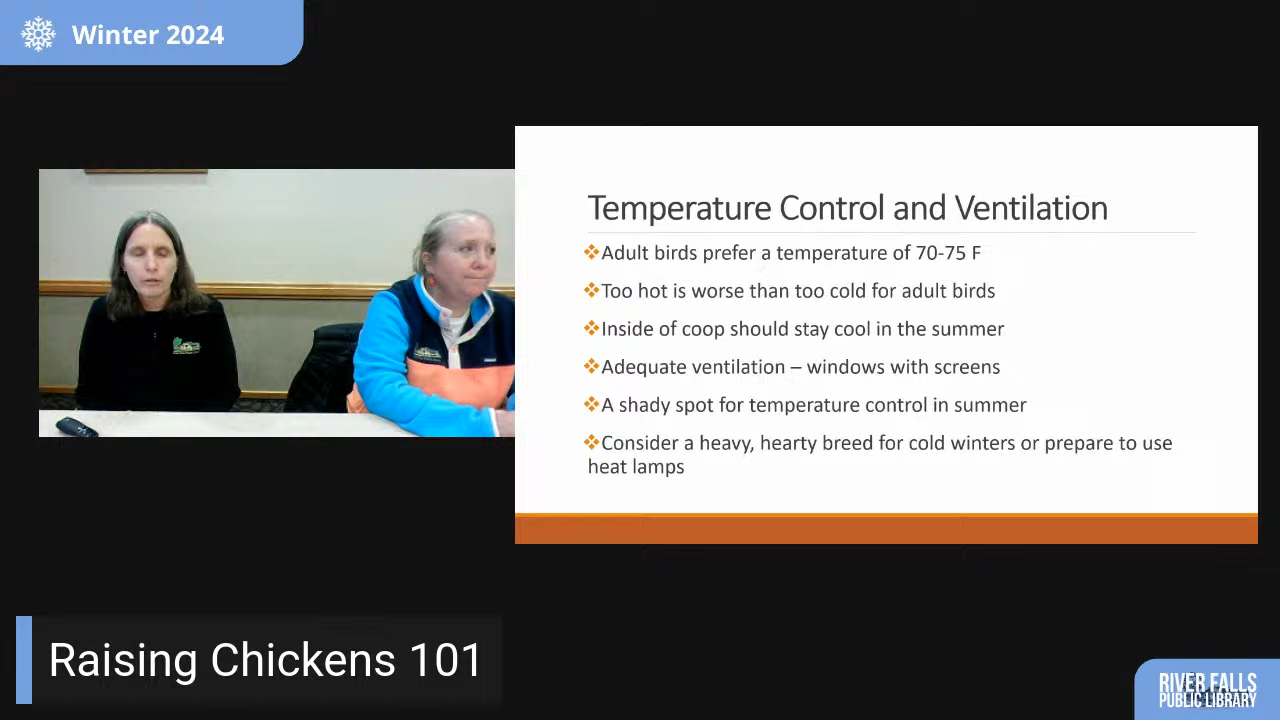 Winter 2024
Temperature Control and Ventilation
❖Adult birds prefer a temperature of 70-75 F
❖Too hot is worse than too cold for adult birds
❖Inside of coop should stay cool in the summer
❖Adequate ventilation – windows with screens
❖A shady spot for temperature control in summer
❖Consider a heavy, hearty breed for cold winters or prepare to use
heat lamps
Raising Chickens 101
RIVER FALLS
PUBLIC LIBRARY